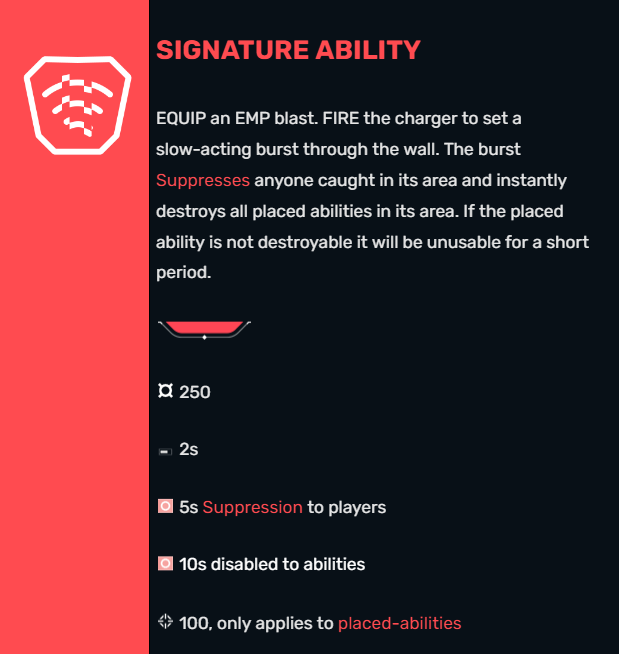 SIGNATURE ABILITY
EQUIP an EMP blast. FIRE the charger to set a
slow-acting burst through the wall. The burst
Suppresses anyone caught in its area and instantly
destroys all placed abilities in its area. If the placed
ability is not destroyable it will be unusable for a short
period.
250
2s
5s Suppression to players
10s disabled to abilities
100, only applies to placed-abilities